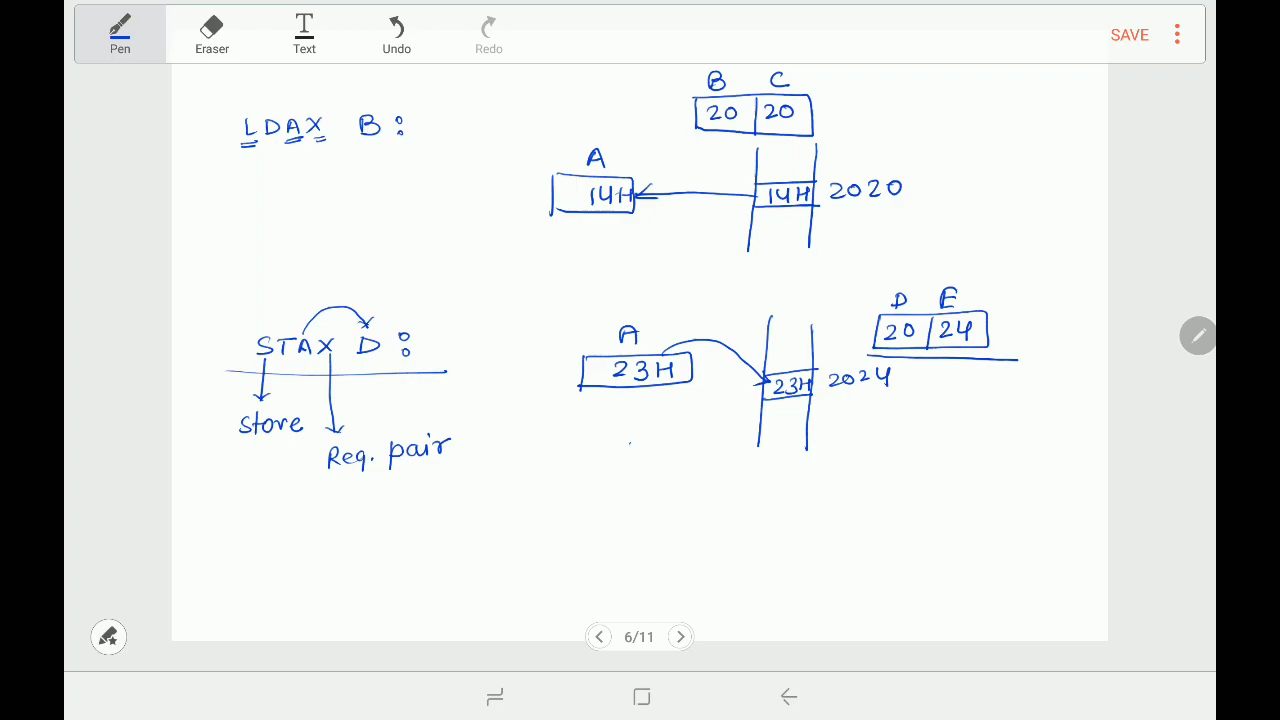 Pen
Eraser
Text
Undo
Redo
SAVE
B C
20 20
LDAX B :
A
14H
14H 2020
D E
20 24
STAX D :
A
23H
23H 2024
store
Reg. pair
6/11